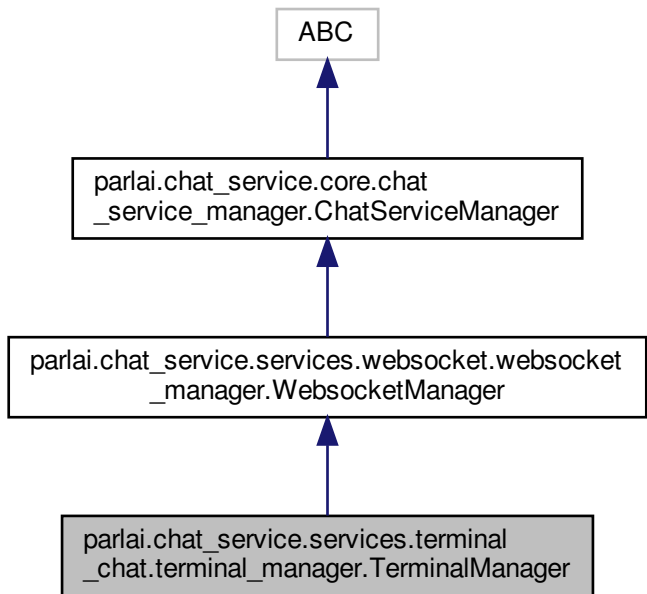 ABC
parlai.chat_service.core.chat
_service_manager.ChatServiceManager
parlai.chat_service.services.websocket.websocket
_manager.WebsocketManager
parlai.chat_service.services.terminal
_chat.terminal_manager.TerminalManager